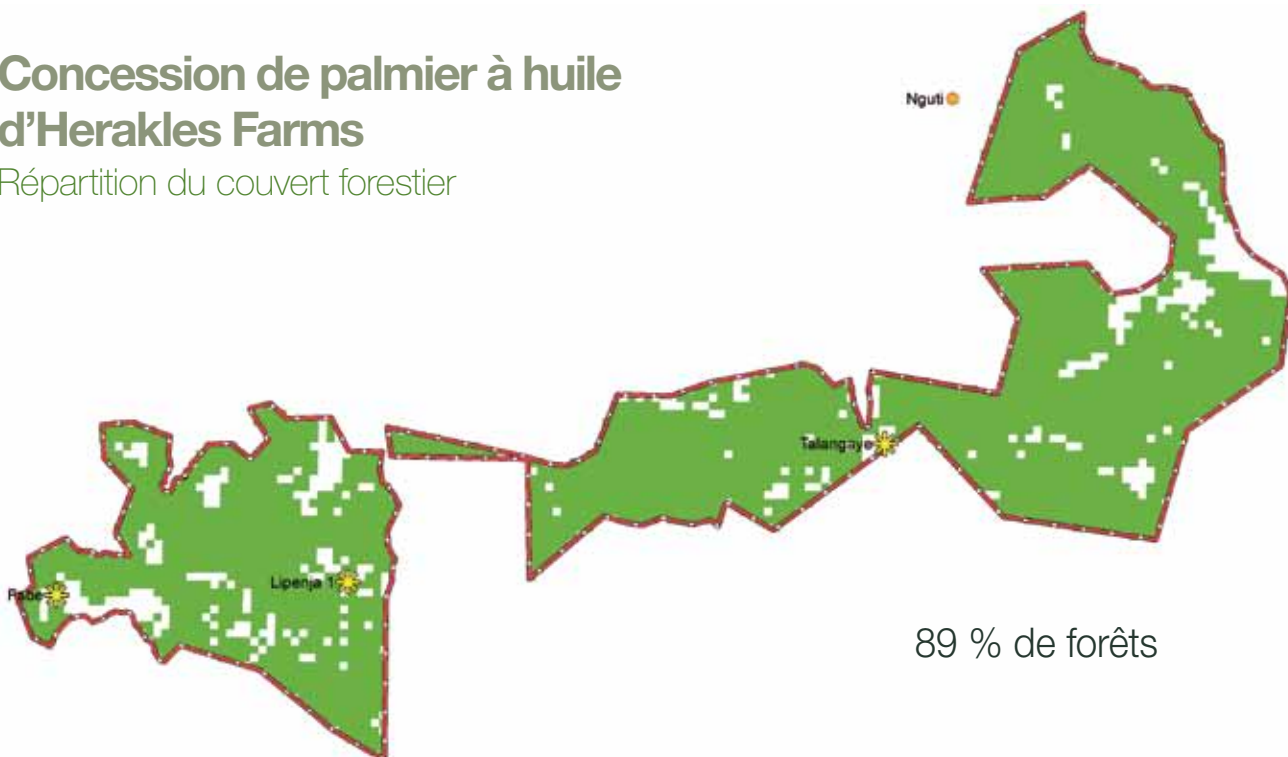 Concession de palmier à huile
d'Herakles Farms
Répartition du couvert forestier
Nguti
Talangaye
Lipenja 1
89 % de forêts